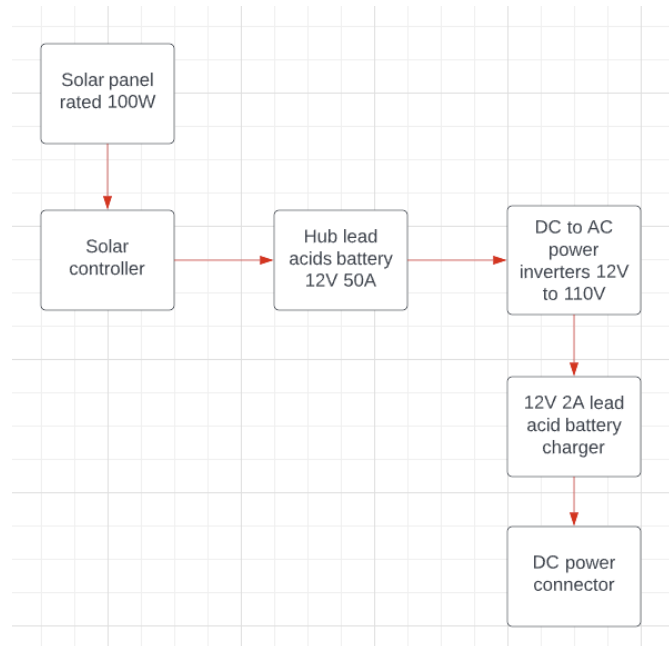 Solar panel
rated 100W
Solar
controller
Hub lead
acids battery
12V 50A
DC to AC
power
inverters 12V
to 110V
12V 2A lead
acid battery
charger
DC power
connector